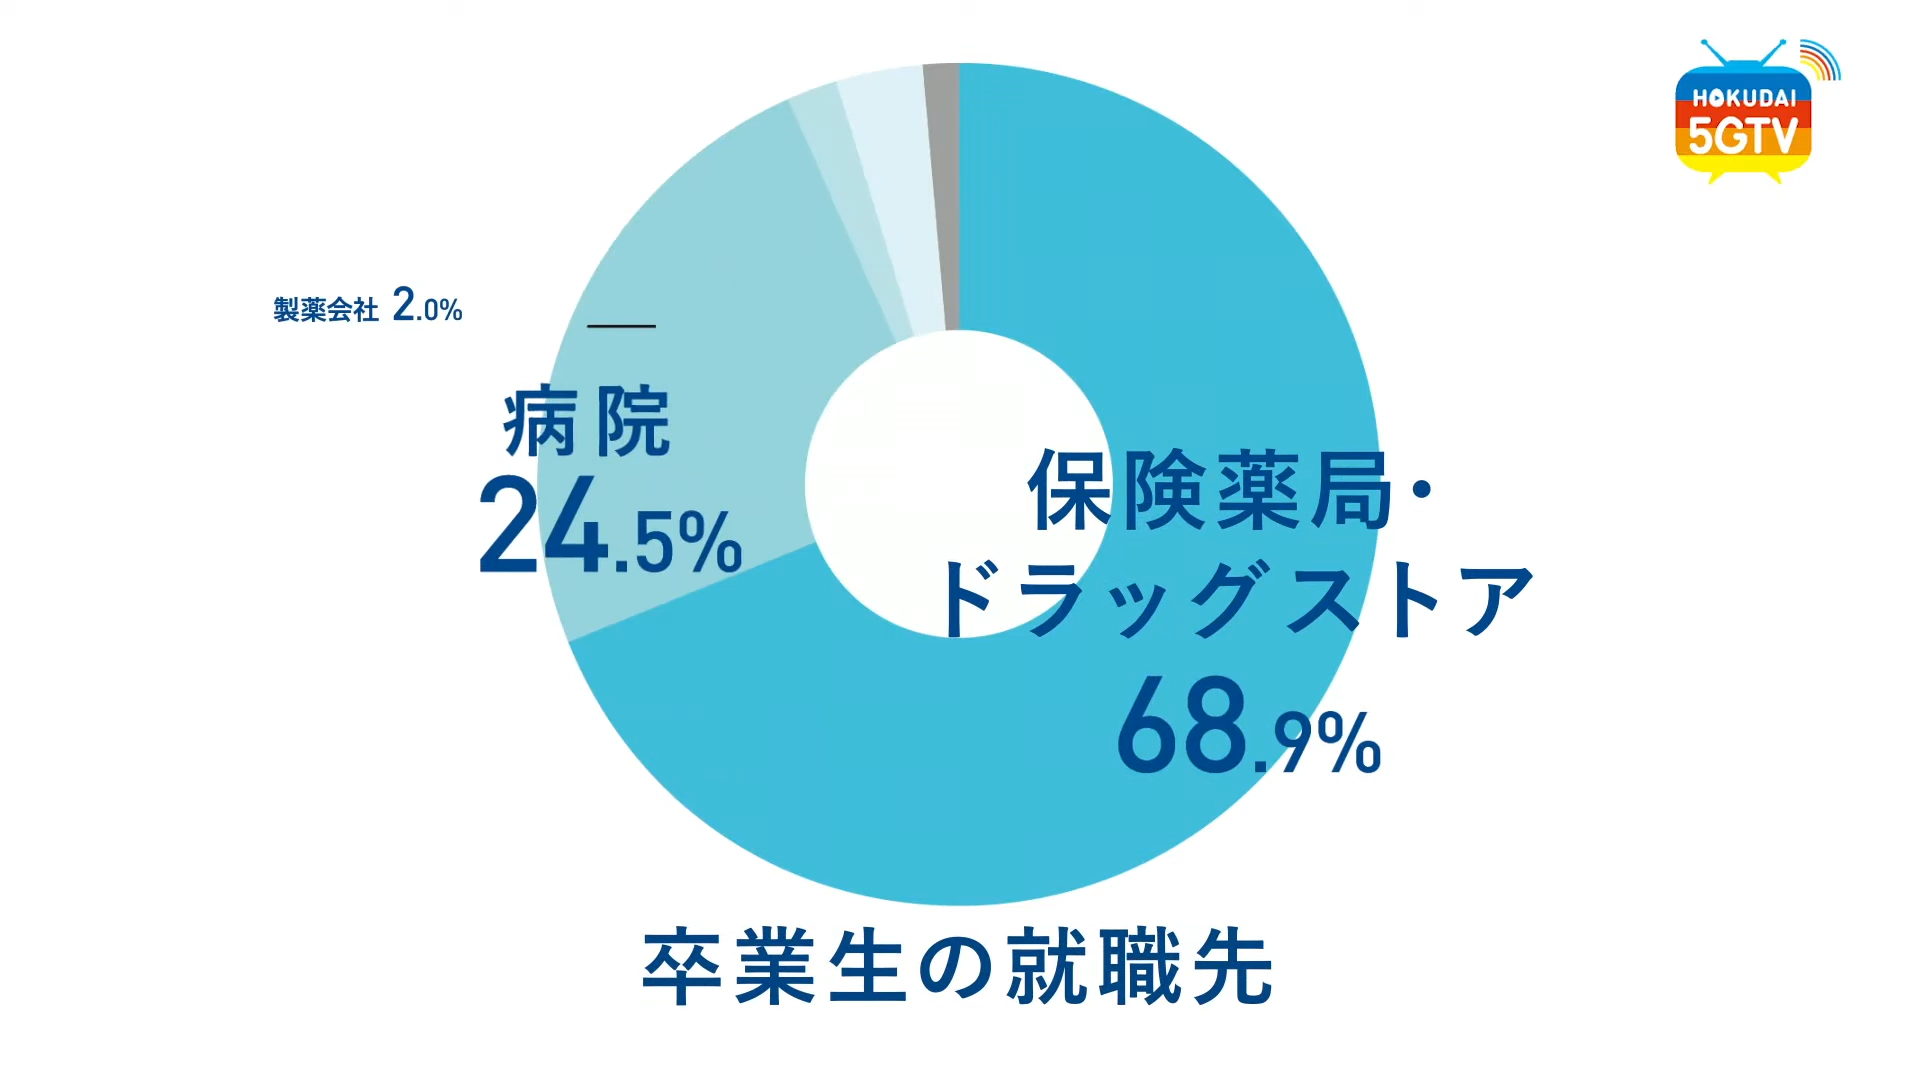 HOKUDAI
5GTV
製薬会社 2.0%
病院
24.5%
保険薬局・
ドラッグストア
68.9%
卒業生の就職先